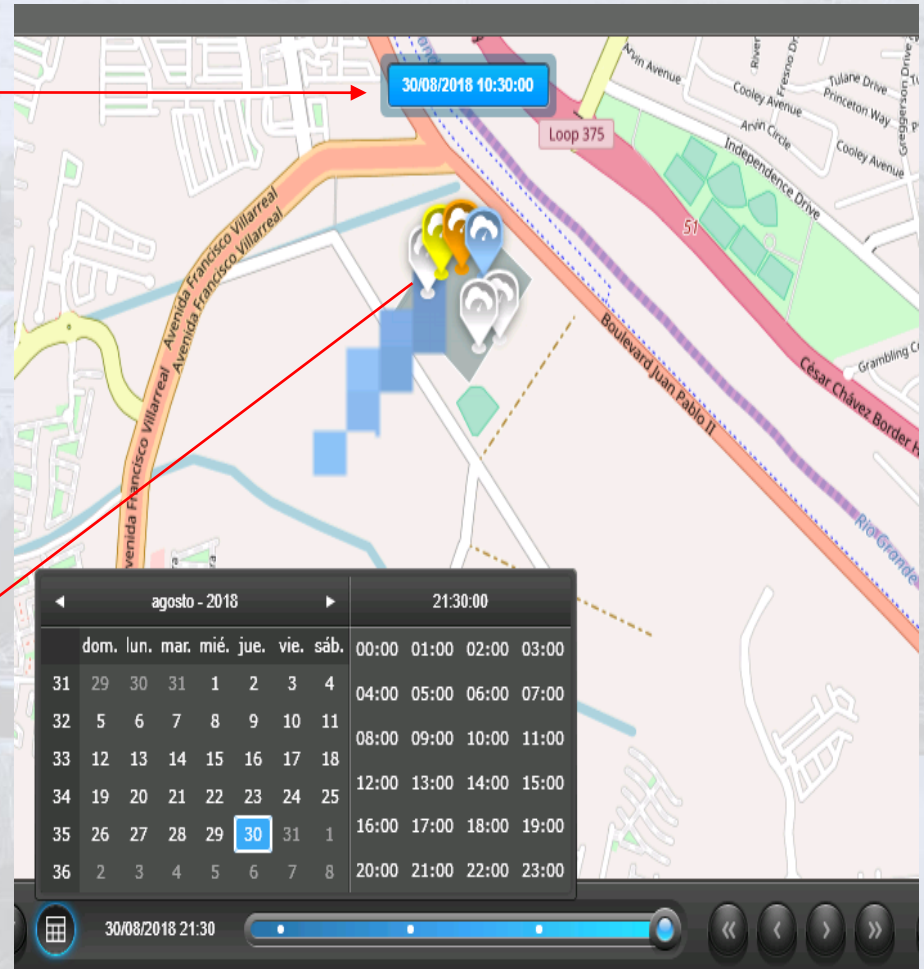 30/08/2018 10:30:00
Arvin Avenue
River
Fresno Dr
Tulane Drive
Princeton Way
Greggerson Drive
Cooley Avenue
Arvin Circle
Cooley Avenue
Loop 375
Independence Drive
51
Avenida Francisco Villarreal
Avenida Francisco Villarreal
Avenida Francisco Villarreal
Boulevard Juan Pablo II
César Chávez Border H
Grambling C
Rio Grande
agosto - 2018
21:30:00
dom. lun. mar. mié. jue. vie. sáb.
31 29 30 31 1 2 3 4
32 5 6 7 8 9 10 11
33 12 13 14 15 16 17 18
34 19 20 21 22 23 24 25
35 26 27 28 29 30 31 1
36 2 3 4 5 6 7 8
00:00 01:00 02:00 03:00
04:00 05:00 06:00 07:00
08:00 09:00 10:00 11:00
12:00 13:00 14:00 15:00
16:00 17:00 18:00 19:00
20:00 21:00 22:00 23:00
30/08/2018 21:30